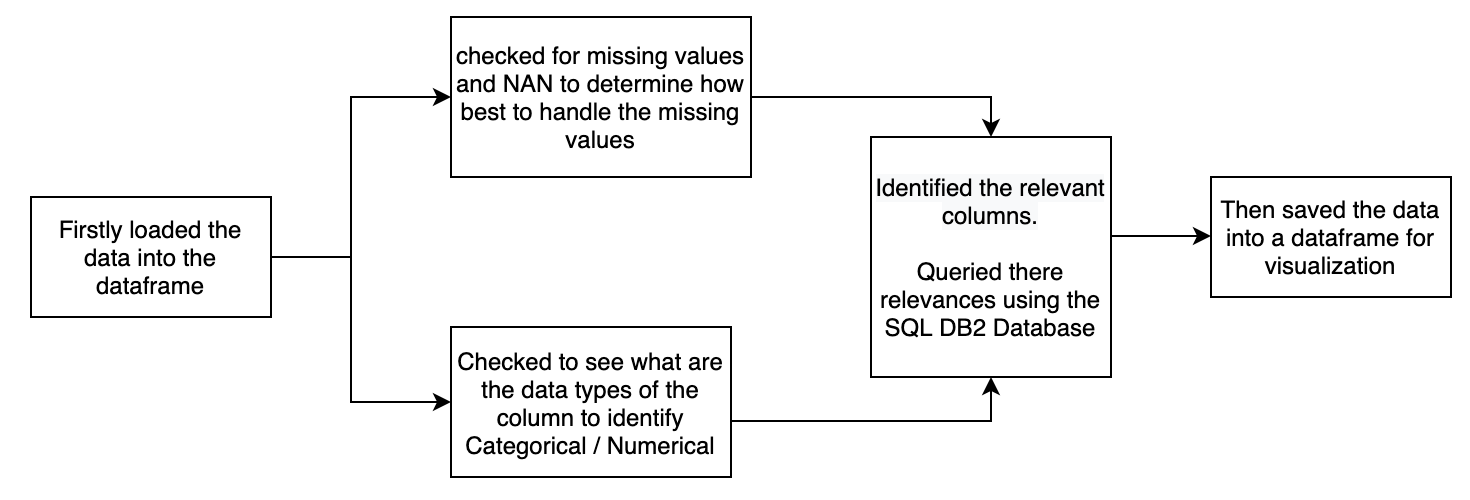 Firstly loaded the
data into the
dataframe
checked for missing values
and NAN to determine how
best to handle the missing
values
Checked to see what are
the data types of the
column to identify
Categorical / Numerical
Identified the relevant
columns.
Queried there
relevances using the
SQL DB2 Database
Then saved the data
into a dataframe for
visualization